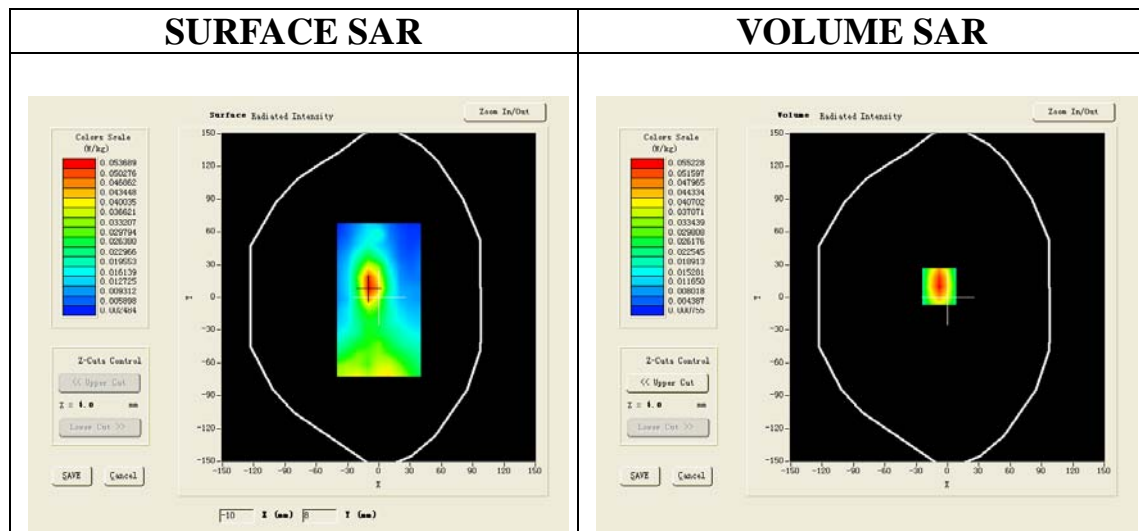 SURFACE SAR
VOLUME SAR
Surface Radiated Intensity
Zoom In/Out
Colors Scale
(W/kg)
0.053689
0.050276
0.046862
0.043448
0.040035
0.036621
0.033207
0.029794
0.026380
0.022966
0.019553
0.016139
0.012725
0.009312
0.005898
0.002484
150
120
90
60
30
0
-30
-60
-90
-120
-150
Y
-150 -120 -90 -60 -30 0 30 60 90 120 150
X
Z-Cuts Control
<< Upper Cut
Z = 4.0 mm
Lower Cut >>
SAVE
Cancel
-10 X (mm) 8 Y (mm)
Volume Radiated Intensity
Zoom In/Out
Colors Scale
(W/kg)
0.055228
0.051597
0.047965
0.044334
0.040702
0.037071
0.033439
0.029808
0.026176
0.022545
0.018913
0.015281
0.011650
0.008018
0.004387
0.000755
150
120
90
60
30
0
-30
-60
-90
-120
-150
Y
-150 -120 -90 -60 -30 0 30 60 90 120 150
X
Z-Cuts Control
<< Upper Cut
Z = 4.0 mm
Lower Cut >>
SAVE
Cancel